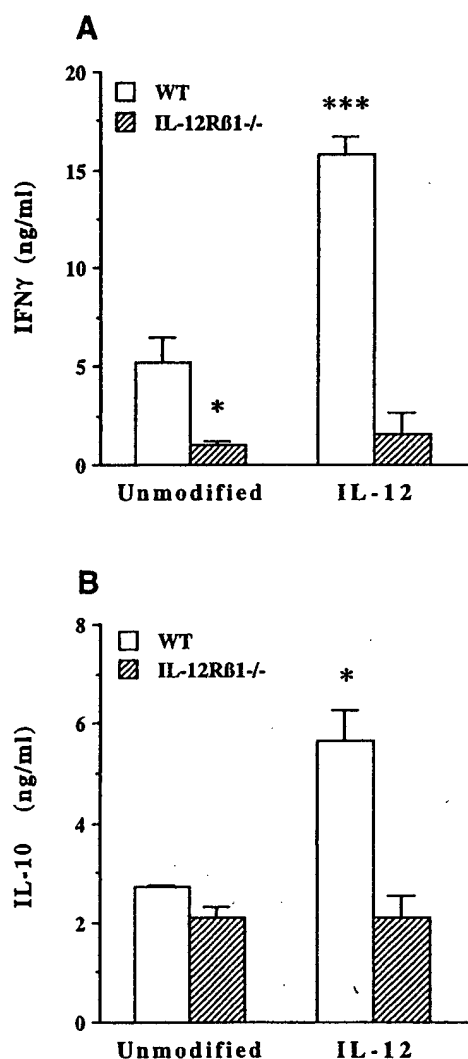 A
20
15
10
5
0
IFNγ (ng/ml)
WT
IL-12Rß1-/-
*
***
Unmodified
IL-12
B
8
6
4
2
0
IL-10 (ng/ml)
WT
IL-12Rß1-/-
*
Unmodified
IL-12